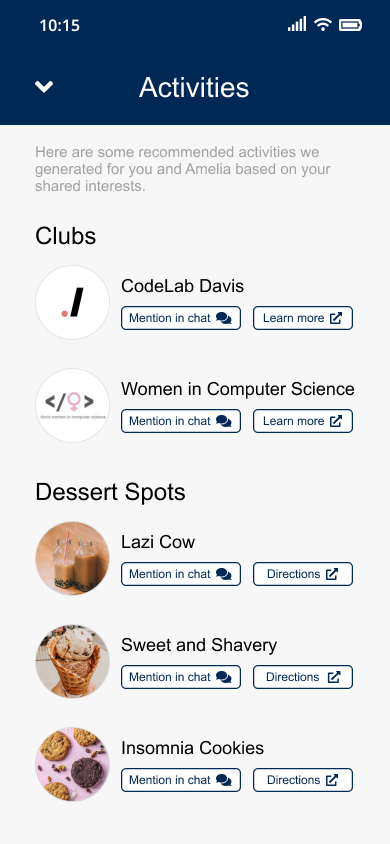 10:15
Activities
Here are some recommended activities we
generated for you and Amelia based on your
shared interests.
Clubs
CodeLab Davis
Mention in chat
Learn more
</>
davis women in computer science
Women in Computer Science
Mention in chat
Learn more
Dessert Spots
Lazi Cow
Mention in chat
Directions
Sweet and Shavery
Mention in chat
Directions
Insomnia Cookies
Mention in chat
Directions